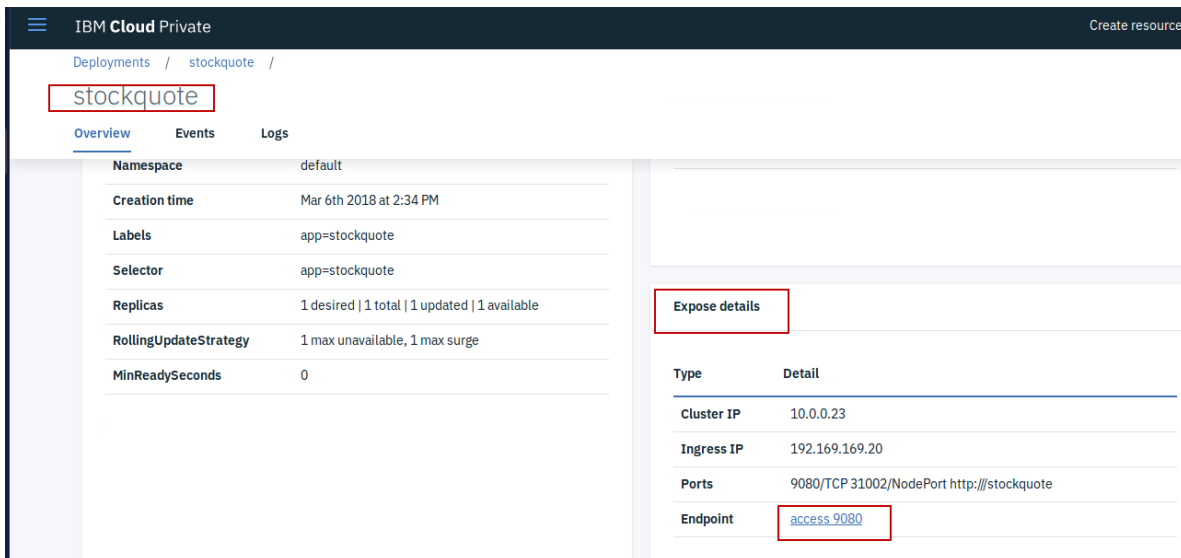 IBM Cloud Private
Create resource
Deployments / stockquote /
stockquote
Overview Events Logs
Namespace default
Creation time Mar 6th 2018 at 2:34 PM
Labels app=stockquote
Selector app=stockquote
Replicas 1 desired | 1 total | 1 updated | 1 available
RollingUpdateStrategy 1 max unavailable, 1 max surge
MinReadySeconds 0
Expose details
Type Detail
Cluster IP 10.0.0.23
Ingress IP 192.169.169.20
Ports 9080/TCP 31002/NodePort http:///stockquote
Endpoint access 9080